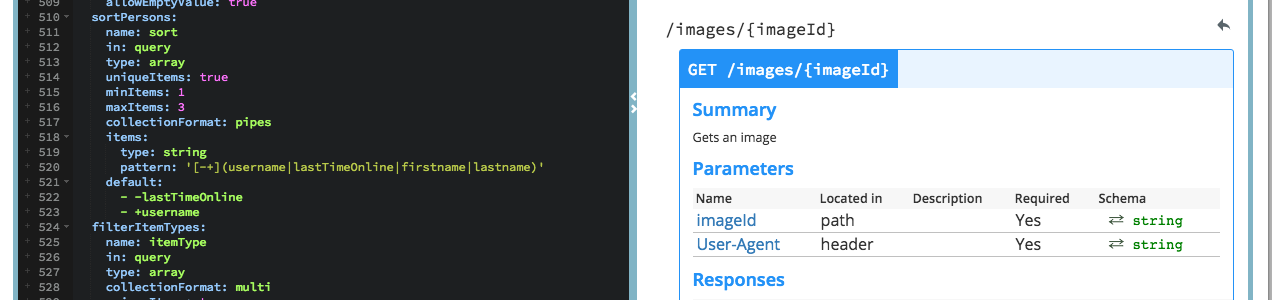 509 allowEmptyValue: true
510 sortPersons:
511 name: sort
512 in: query
513 type: array
514 uniqueItems: true
515 minItems: 1
516 maxItems: 3
517 collectionFormat: pipes
518 items:
519 type: string
520 pattern: '[-+](username|lastTimeOnline|firstname|lastname)'
521 default:
522 - -lastTimeOnline
523 - +username
524 filterItemTypes:
525 name: itemType
526 in: query
527 type: array
528 collectionFormat: multi
/images/{imageId}
GET /images/{imageId}
Summary
Gets an image
Parameters
Name Located in Description Required Schema
imageId path Yes ⇄ string
User-Agent header Yes ⇄ string
Responses